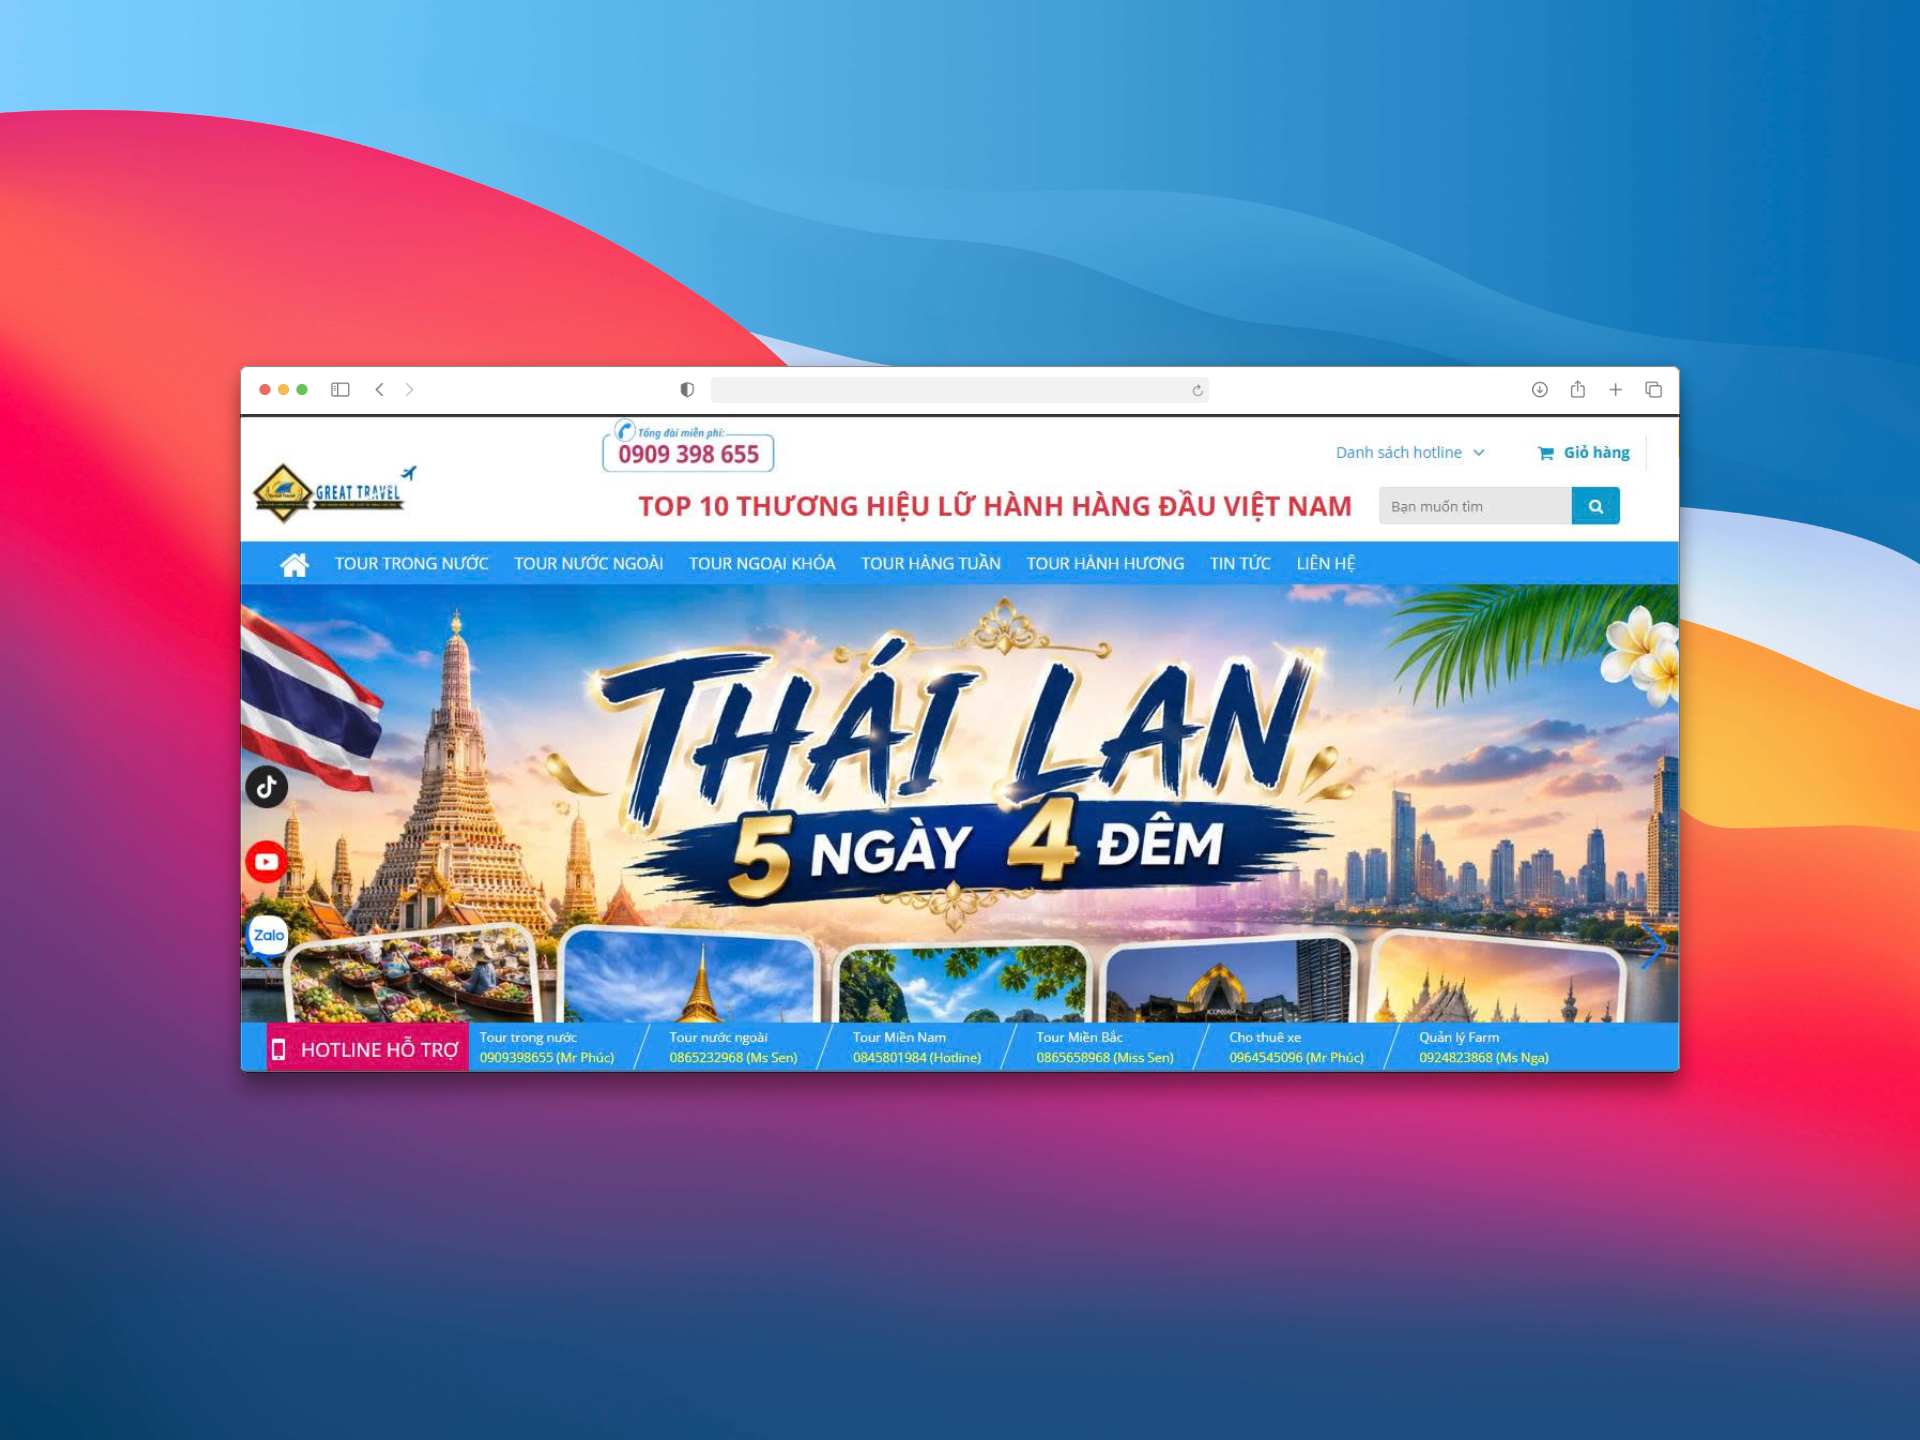 Tổng đài miễn phí:
0909 398 655
Danh sách hotline
Giỏ hàng
GREAT TRAVEL
TOP 10 THƯƠNG HIỆU LỮ HÀNH HÀNG ĐẦU VIỆT NAM
Bạn muốn tìm
TOUR TRONG NƯỚC TOUR NƯỚC NGOÀI TOUR NGOẠI KHÓA TOUR HÀNG TUẦN TOUR HÀNH HƯƠNG TIN TỨC LIÊN HỆ
THÁI LAN
5 NGÀY 4 ĐÊM
Zalo
ICONSIAM
HOTLINE HỖ TRỢ
Tour trong nước
0909398655 (Mr Phúc)
Tour nước ngoài
0865232968 (Ms Sen)
Tour Miền Nam
0845801984 (Hotline)
Tour Miền Bắc
0865658968 (Miss Sen)
Cho thuê xe
0964545096 (Mr Phúc)
Quản lý Farm
0924823868 (Ms Nga)